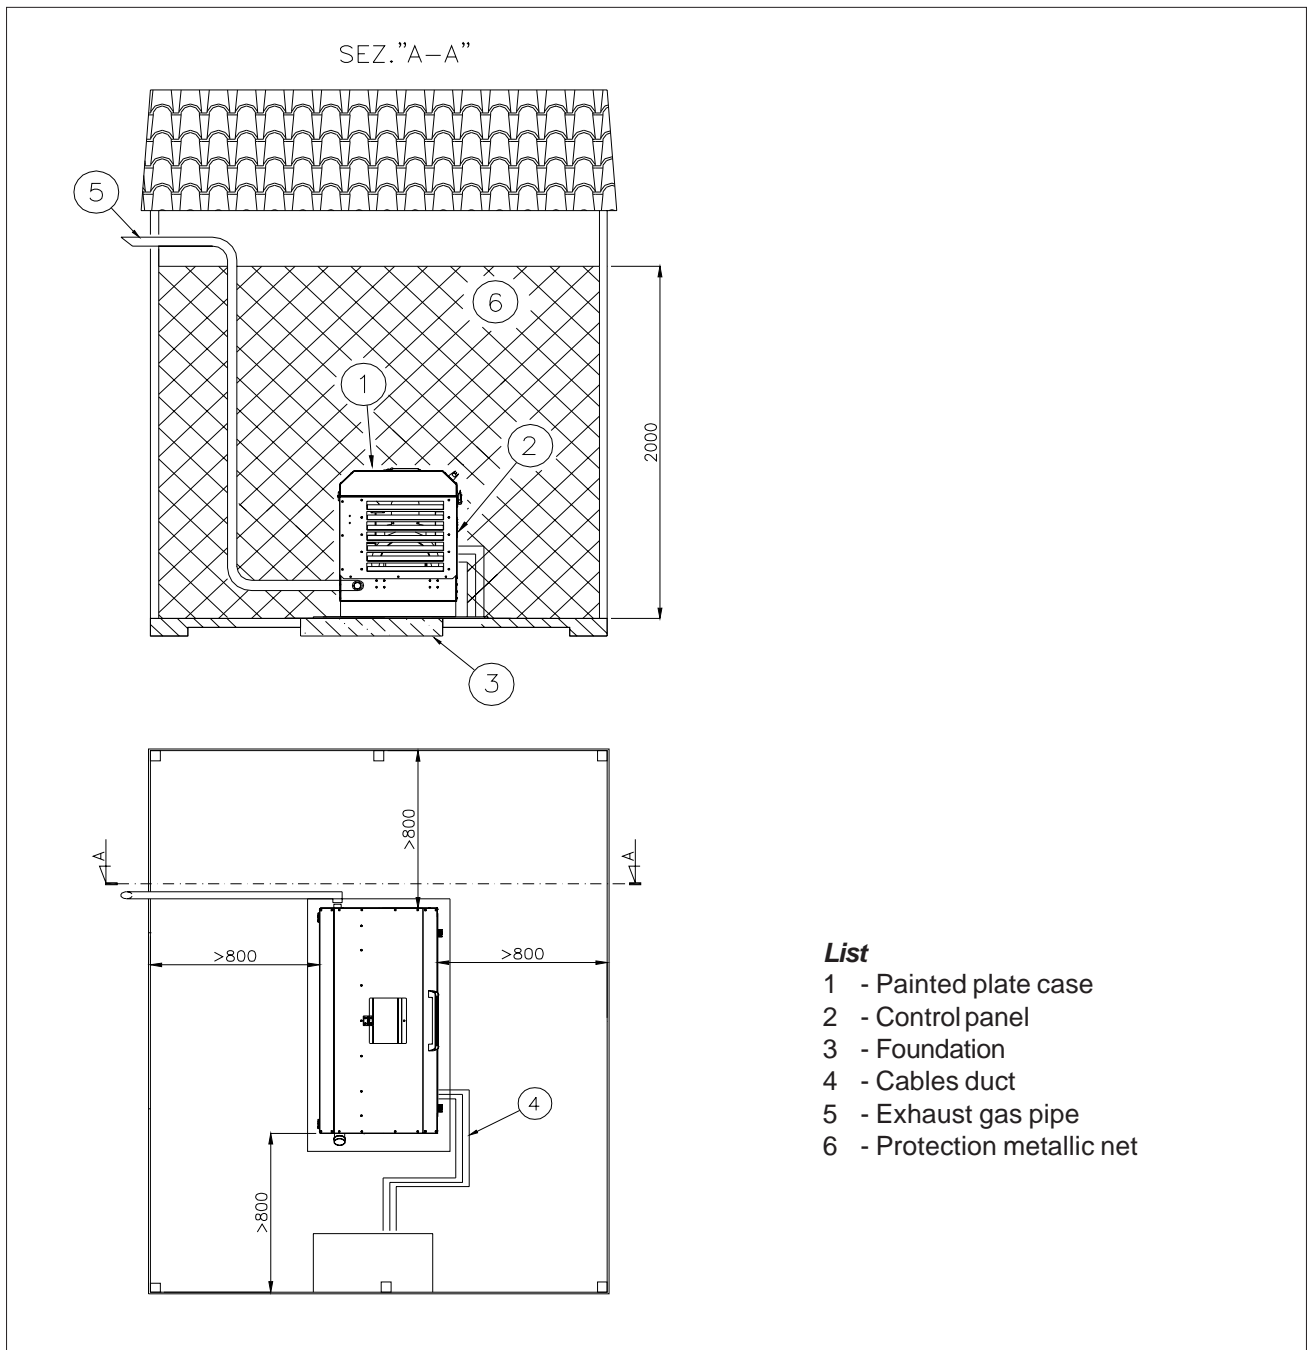 SEZ."A–A"
5
6
1
2
2000
3
>800
A
A
>800
>800
4
>800
List
1 - Painted plate case
2 - Control panel
3 - Foundation
4 - Cables duct
5 - Exhaust gas pipe
6 - Protection metallic net